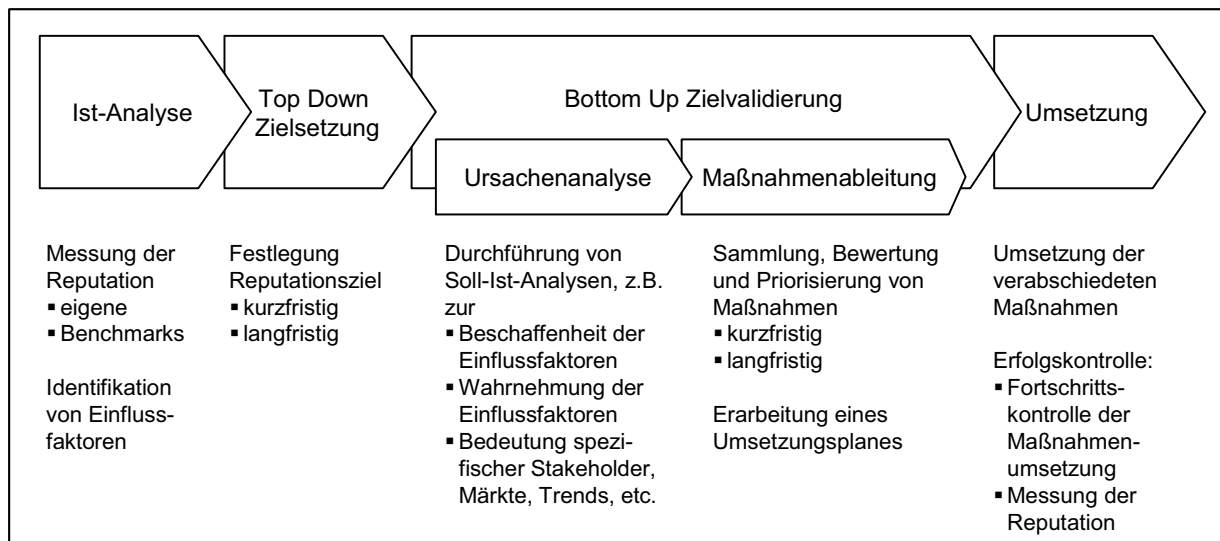 Ist-Analyse
Top Down
Zielsetzung
Bottom Up Zielvalidierung
Ursachenanalyse
Maßnahmenableitung
Umsetzung
Messung der
Reputation
▪ eigene
▪ Benchmarks
Identifikation
von Einfluss-
faktoren
Festlegung
Reputationsziel
▪ kurzfristig
▪ langfristig
Durchführung von
Soll-Ist-Analysen, z.B.
zur
▪ Beschaffenheit der
Einflussfaktoren
▪ Wahrnehmung der
Einflussfaktoren
▪ Bedeutung spezi-
fischer Stakeholder,
Märkte, Trends, etc.
Sammlung, Bewertung
und Priorisierung von
Maßnahmen
▪ kurzfristig
▪ langfristig
Erarbeitung eines
Umsetzungsplanes
Umsetzung der
verabschiedeten
Maßnahmen
Erfolgskontrolle:
▪ Fortschritts-
kontrolle der
Maßnahmen-
umsetzung
▪ Messung der
Reputation